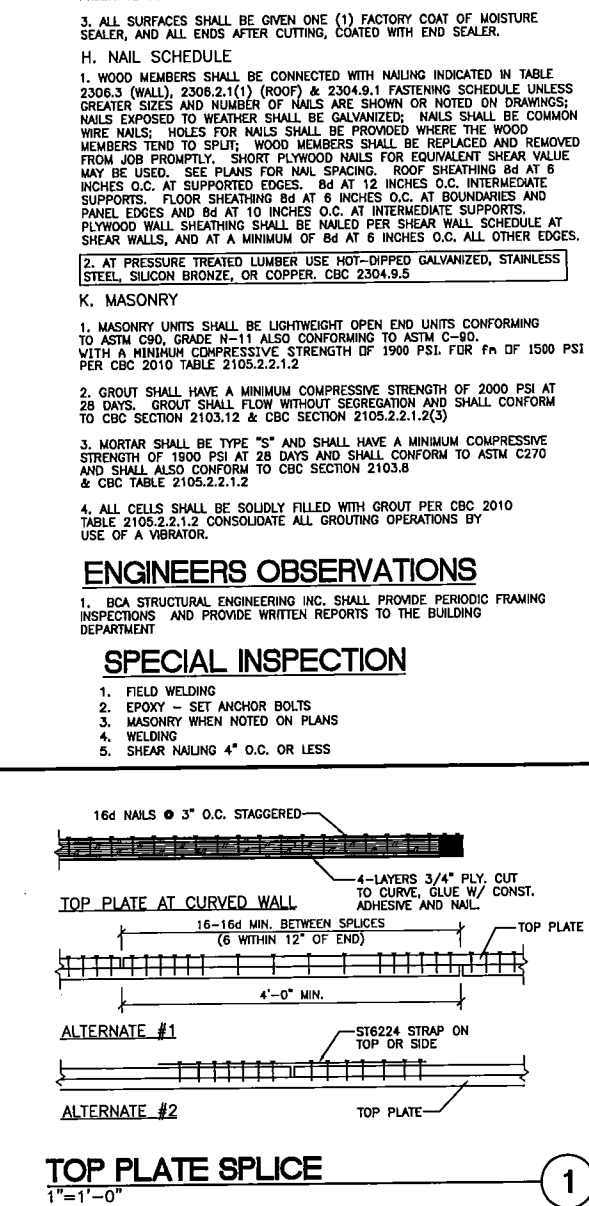 3. ALL SURFACES SHALL BE GIVEN ONE (1) FACTORY COAT OF MOISTURE
SEALER, AND ALL ENDS AFTER CUTTING, COATED WITH END SEALER.
H. NAIL SCHEDULE
1. WOOD MEMBERS SHALL BE CONNECTED WITH NAILING INDICATED IN TABLE
2306.3 (WALL), 2306.2.1(1) (ROOF) & 2304.9.1 FASTENING SCHEDULE UNLESS
GREATER SIZES AND NUMBER OF NAILS ARE SHOWN OR NOTED ON DRAWINGS;
NAILS EXPOSED TO WEATHER SHALL BE GALVANIZED; NAILS SHALL BE COMMON
WIRE NAILS; HOLES FOR NAILS SHALL BE PROVIDED WHERE THE WOOD
MEMBERS TEND TO SPLIT; WOOD MEMBERS SHALL BE REPLACED AND REMOVED
FROM JOB PROMPTLY. SHORT PLYWOOD NAILS FOR EQUIVALENT SHEAR VALUE
MAY BE USED. SEE PLANS FOR NAIL SPACING. ROOF SHEATHING 8d AT 6
INCHES O.C. AT SUPPORTED EDGES. 8d AT 12 INCHES O.C. INTERMEDIATE
SUPPORTS. FLOOR SHEATHING 8d AT 6 INCHES O.C. AT BOUNDARIES AND
PANEL EDGES AND 8d AT 10 INCHES O.C. AT INTERMEDIATE SUPPORTS.
PLYWOOD WALL SHEATHING SHALL BE NAILED PER SHEAR WALL SCHEDULE AT
SHEAR WALLS, AND AT A MINIMUM OF 8d AT 6 INCHES O.C. ALL OTHER EDGES.
2. AT PRESSURE TREATED LUMBER USE HOT-DIPPED GALVANIZED, STAINLESS
STEEL, SILICON BRONZE, OR COPPER. CBC 2304.9.5
K. MASONRY
1. MASONRY UNITS SHALL BE LIGHTWEIGHT OPEN END UNITS CONFORMING
TO ASTM C90, GRADE N-11 ALSO CONFORMING TO ASTM C-90.
WITH A MINIMUM COMPRESSIVE STRENGTH OF 1900 PSI. FOR fn OF 1500 PSI
PER CBC 2010 TABLE 2105.2.2.1.2
2. GROUT SHALL HAVE A MINIMUM COMPRESSIVE STRENGTH OF 2000 PSI AT
28 DAYS. GROUT SHALL FLOW WITHOUT SEGREGATION AND SHALL CONFORM
TO CBC SECTION 2103.12 & CBC SECTION 2105.2.2.1.2(3)
3. MORTAR SHALL BE TYPE "S" AND SHALL HAVE A MINIMUM COMPRESSIVE
STRENGTH OF 1900 PSI AT 28 DAYS AND SHALL CONFORM TO ASTM C270
AND SHALL ALSO CONFORM TO CBC SECTION 2103.8
& CBC TABLE 2105.2.2.1.2
4. ALL CELLS SHALL BE SOLIDLY FILLED WITH GROUT PER CBC 2010
TABLE 2105.2.2.1.2 CONSOLIDATE ALL GROUTING OPERATIONS BY
USE OF A VIBRATOR.
ENGINEERS OBSERVATIONS
1. BCA STRUCTURAL ENGINEERING INC. SHALL PROVIDE PERIODIC FRAMING
INSPECTIONS AND PROVIDE WRITTEN REPORTS TO THE BUILDING
DEPARTMENT
SPECIAL INSPECTION
1. FIELD WELDING
2. EPOXY - SET ANCHOR BOLTS
3. MASONRY WHEN NOTED ON PLANS
4. WELDING
5. SHEAR NAILING 4" O.C. OR LESS
16d NAILS @ 3" O.C. STAGGERED
4-LAYERS 3/4" PLY. CUT
TO CURVE, GLUE W/ CONST.
ADHESIVE AND NAIL.
TOP PLATE AT CURVED WALL
16-16d MIN. BETWEEN SPLICES
(6 WITHIN 12" OF END)
TOP PLATE
4'-0" MIN.
ALTERNATE #1
ST6224 STRAP ON
TOP OR SIDE
ALTERNATE #2
TOP PLATE
TOP PLATE SPLICE
1"=1'-0"
1